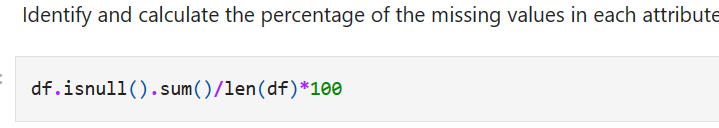 Identify and calculate the percentage of the missing values in each attribute
df.isnull().sum()/len(df)*100